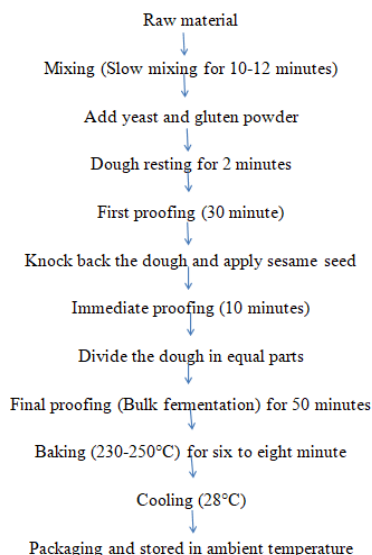 Raw material
Mixing (Slow mixing for 10-12 minutes)
Add yeast and gluten powder
Dough resting for 2 minutes
First proofing (30 minute)
Knock back the dough and apply sesame seed
Immediate proofing (10 minutes)
Divide the dough in equal parts
Final proofing (Bulk fermentation) for 50 minutes
Baking (230-250°C) for six to eight minute
Cooling (28°C)
Packaging and stored in ambient temperature